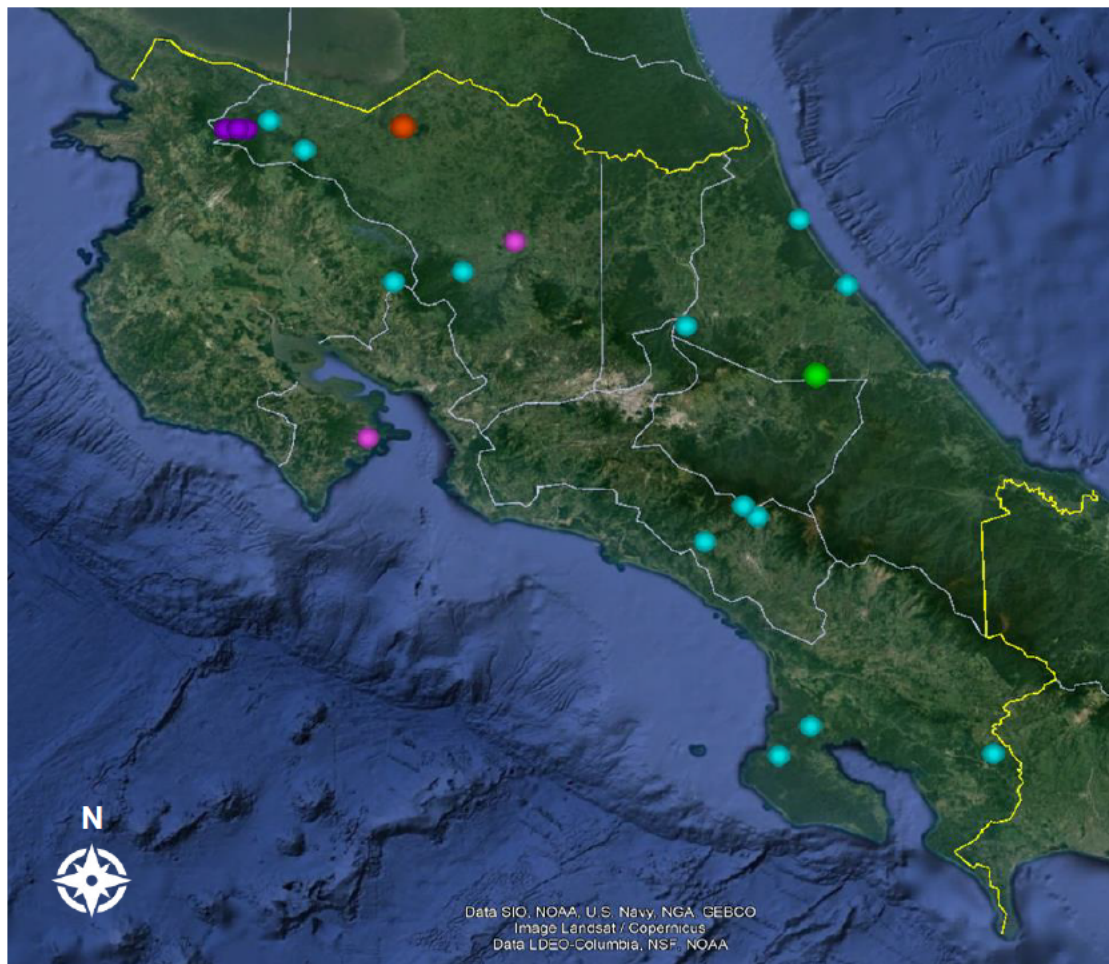 N
Data SIO, NOAA, U.S. Navy, NGA, GEBCO
Image Landsat / Copernicus
Data LDEO-Columbia, NSF, NOAA